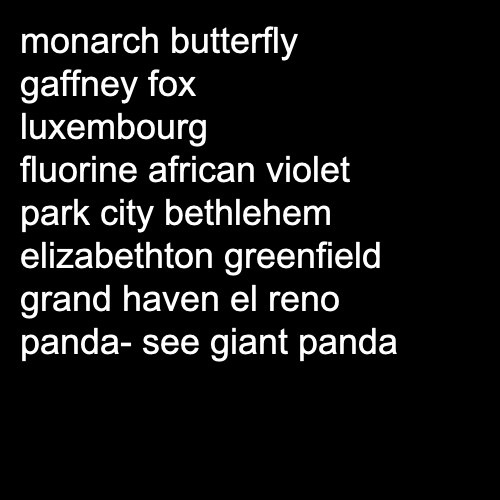 monarch butterfly
gaffney fox
luxembourg
fluorine african violet
park city bethlehem
elizabethton greenfield
grand haven el reno
panda- see giant panda